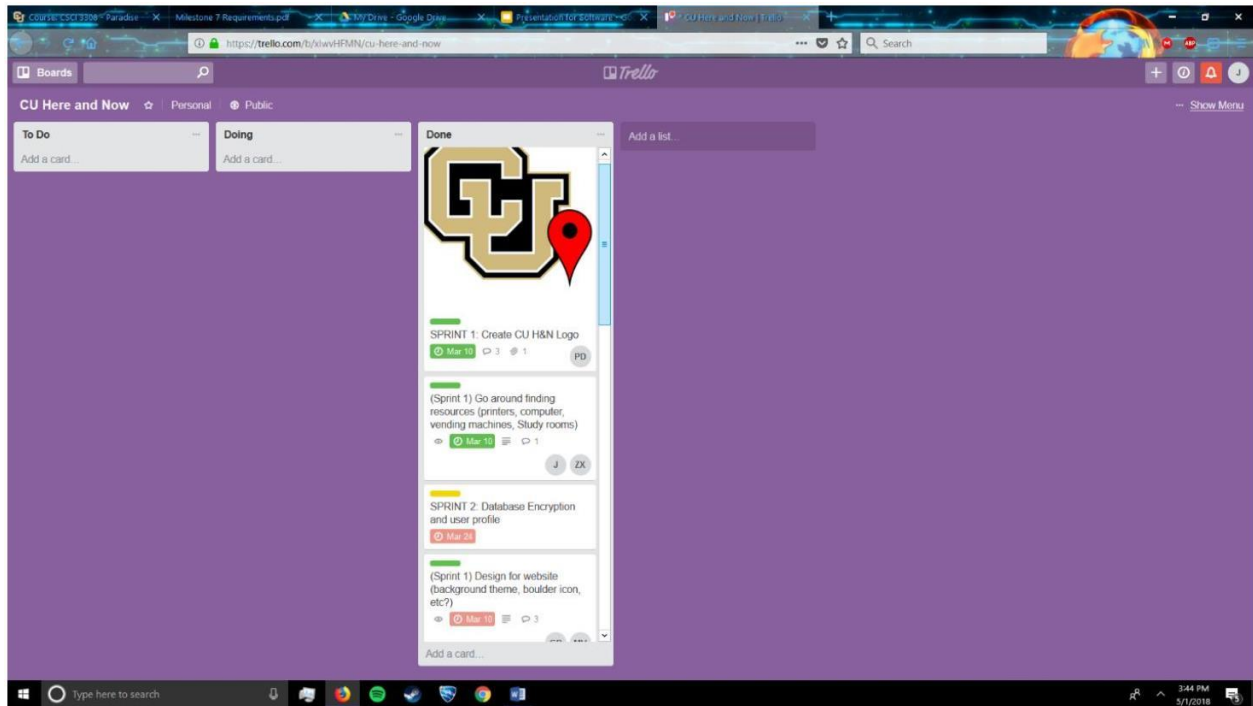 Course: CSCI 3308 - Paradise
Milestone 7 Requirements.pdf
My Drive - Google Drive
Presentation for Software
CU Here and Now | Trello
https://trello.com/b/xiwvHFMN/cu-here-and-now
Search
ABP
Boards
Trello
J
CU Here and Now
Personal
Public
Show Menu
To Do
Doing
Done
Add a list...
Add a card...
Add a card...
CU
SPRINT 1: Create CU H&N Logo
Mar 10 3 1
PD
(Sprint 1) Go around finding
resources (printers, computer,
vending machines, Study rooms)
Mar 10 1
J ZX
SPRINT 2: Database Encryption
and user profile
Mar 24
(Sprint 1) Design for website
(background theme, boulder icon,
etc?)
Mar 10 3
Add a card...
Type here to search
3:44 PM
5/1/2018